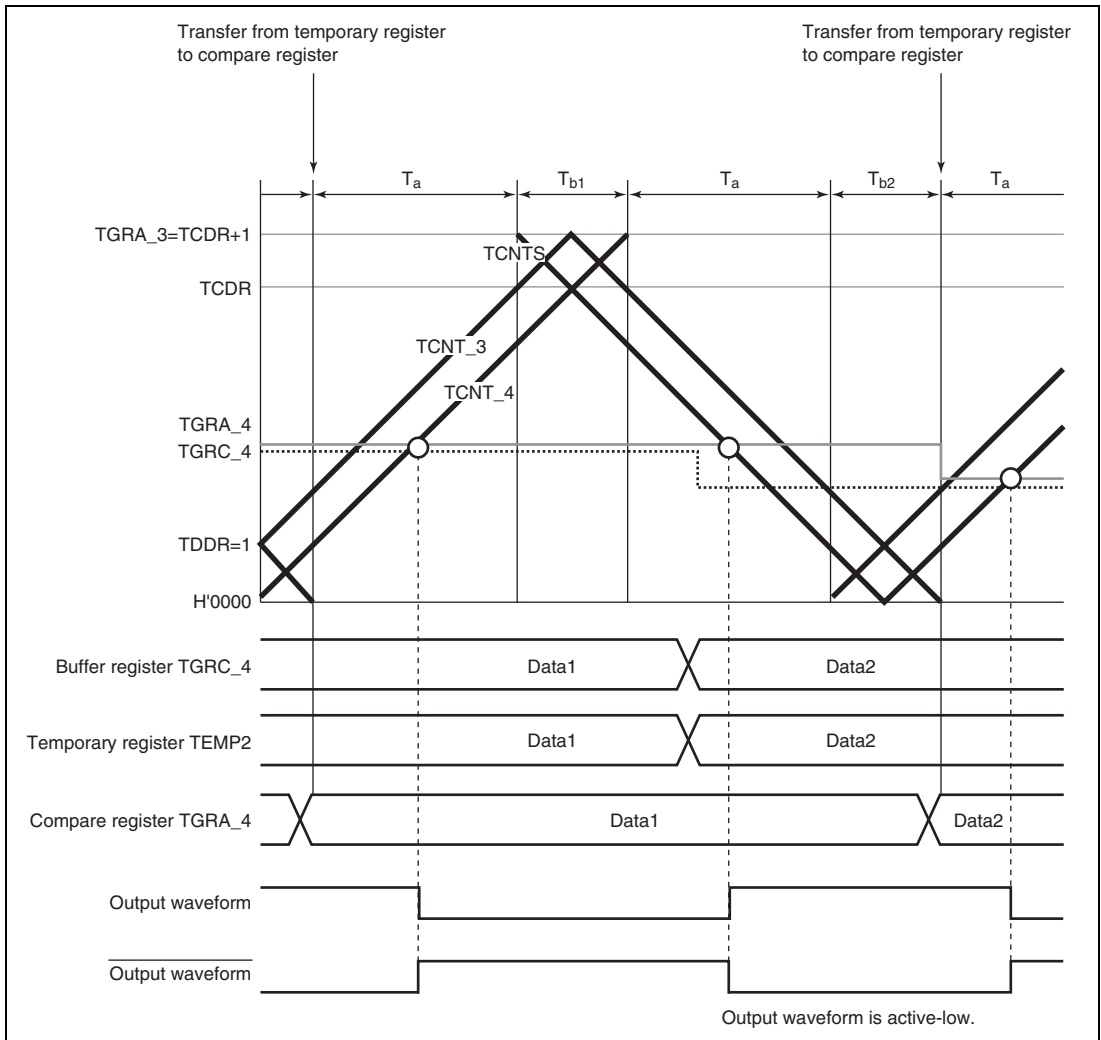 Transfer from temporary register
to compare register
Transfer from temporary register
to compare register
Ta
Tb1
Ta
Tb2
Ta
TGRA_3=TCDR+1
TCNTS
TCDR
TCNT_3
TCNT_4
TGRA_4
TGRC_4
TDDR=1
H'0000
Buffer register TGRC_4
Data1
Data2
Temporary register TEMP2
Data1
Data2
Compare register TGRA_4
Data1
Data2
Output waveform
Output waveform
Output waveform is active-low.